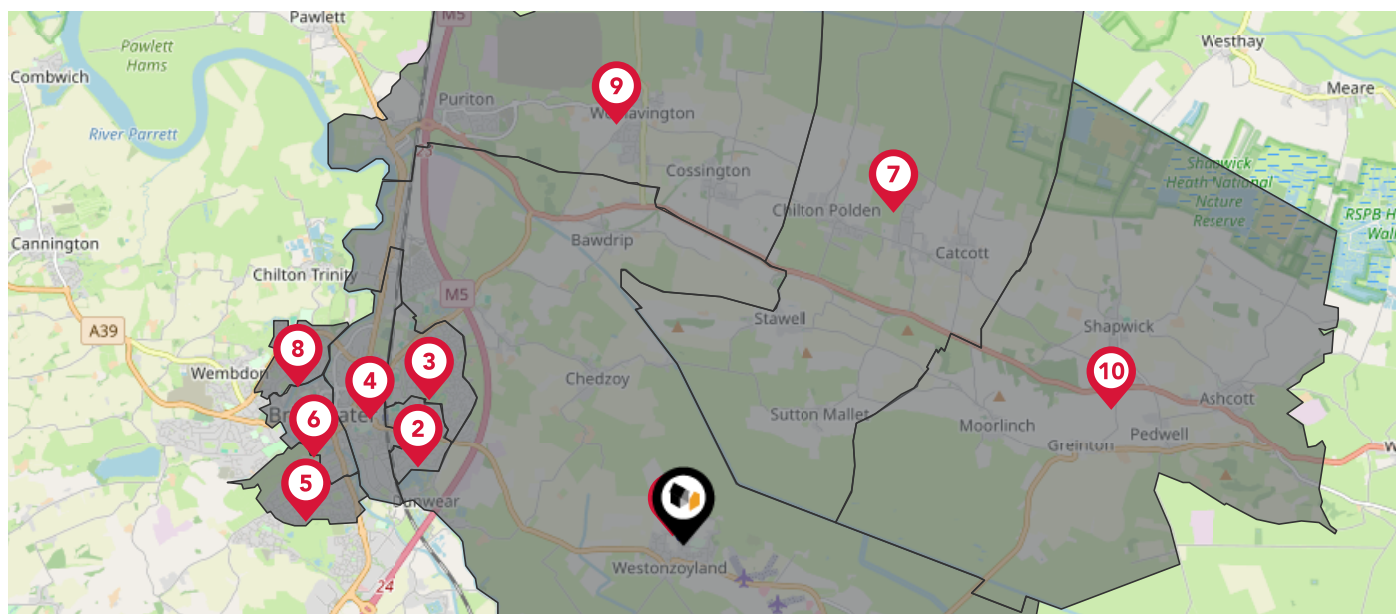 Pawlett
M5
Westhay
Pawlett
Hams
Combwich
Meare
9
Puriton
River Parrett
23
Cossington
7
Shapwick
Heath National
Nature
Reserve
Chilton Polden
RSPB H
Cannington
Bawdrip
Catcott
Chilton Trinity
M5
A39
Stawell
Shapwick
8
3
Wembdon
4
Chedzoy
10
Ashcott
6
2
Sutton Mallet
Moorlinch
Pedwell
Greinton
W
5
Dunwear
Westonzoyland
24